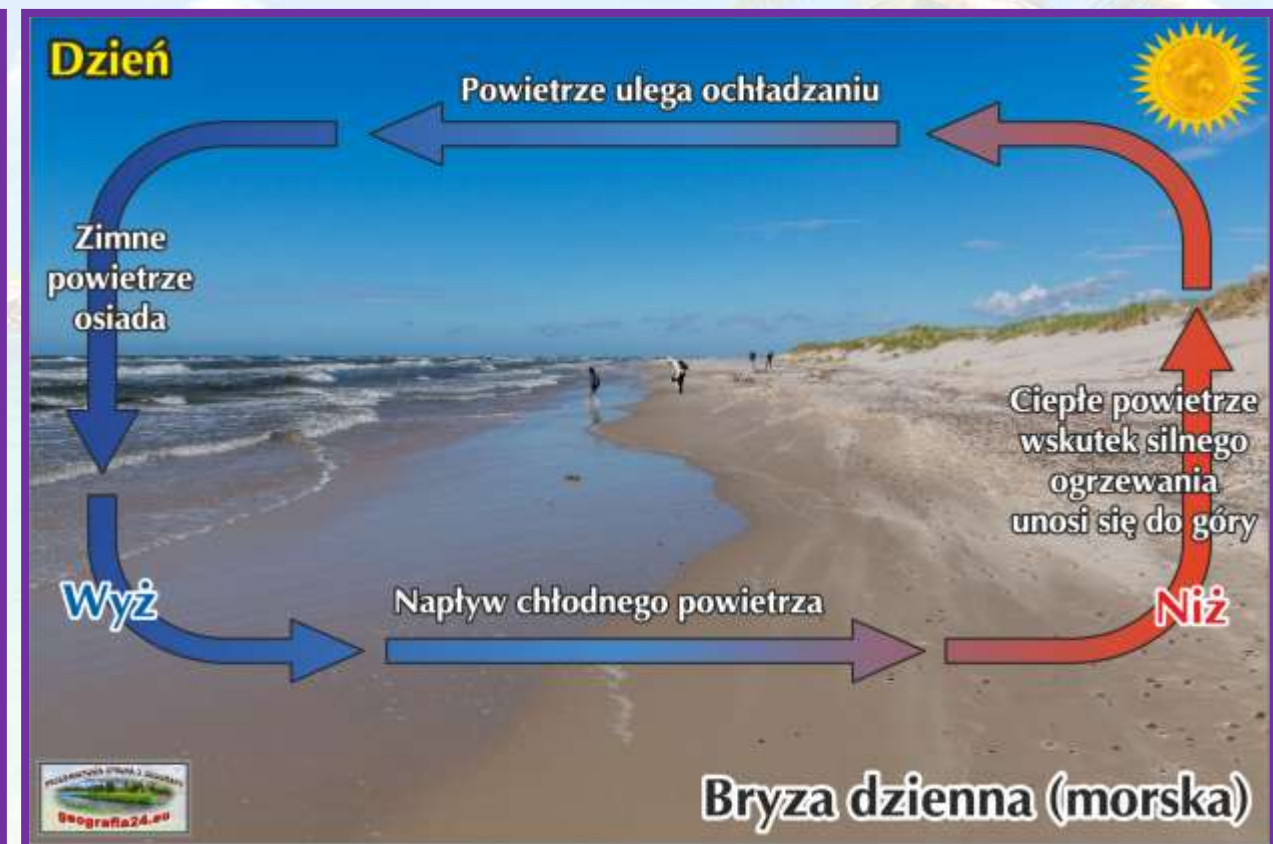 Dzień
Powietrze ulega ochładzaniu
Zimne
powietrze
osiada
Ciepłe powietrze
wskutek silnego
ogrzewania
unosi się do góry
Wyż
Napływ chłodnego powietrza
Niż
Bryza dzienna (morska)
geografia24.eu